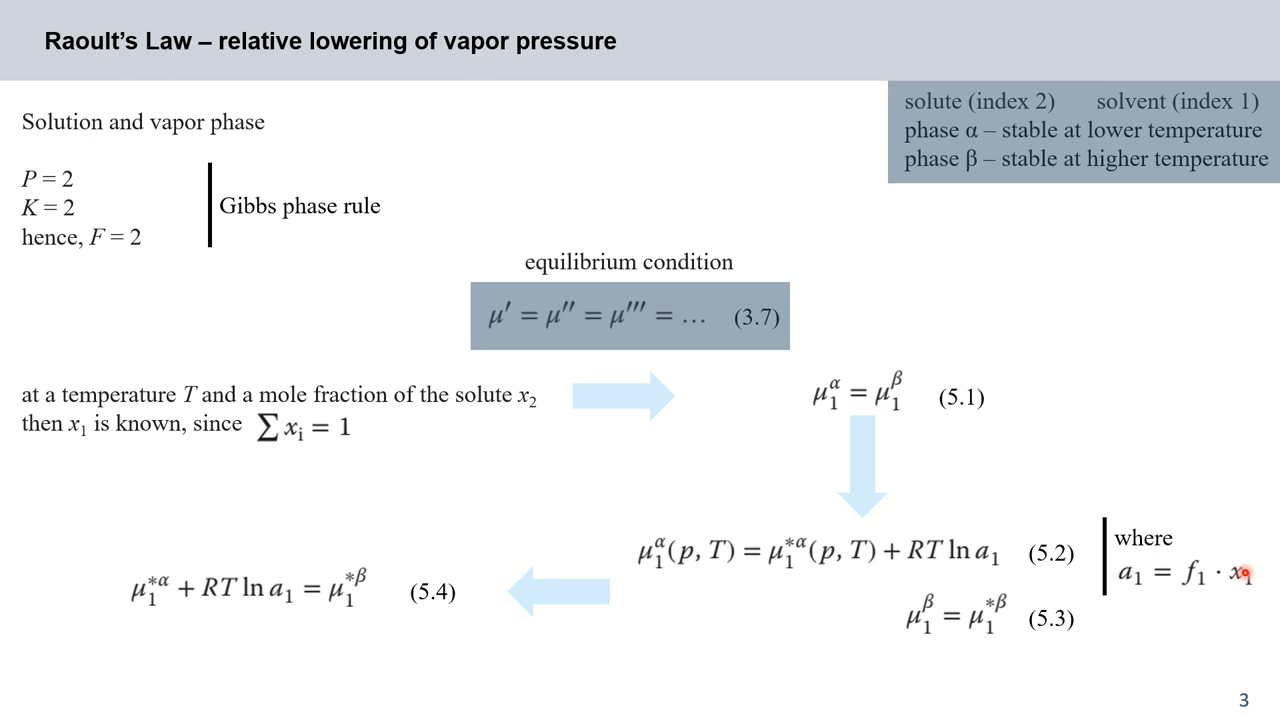 Raoult's Law – relative lowering of vapor pressure
solute (index 2) solvent (index 1)
phase α – stable at lower temperature
phase β – stable at higher temperature
Solution and vapor phase
P = 2
K = 2
hence, F = 2
Gibbs phase rule
equilibrium condition
μ′ = μ″ = μ‴ = … (3.7)
at a temperature T and a mole fraction of the solute x₂
then x₁ is known, since ∑ xᵢ = 1
μ₁^α = μ₁^β (5.1)
μ₁^α(p, T) = μ₁^{*α}(p, T) + RT ln a₁ (5.2)
where
a₁ = f₁ · x₁
μ₁^β = μ₁^{*β} (5.3)
μ₁^{*α} + RT ln a₁ = μ₁^{*β} (5.4)
3